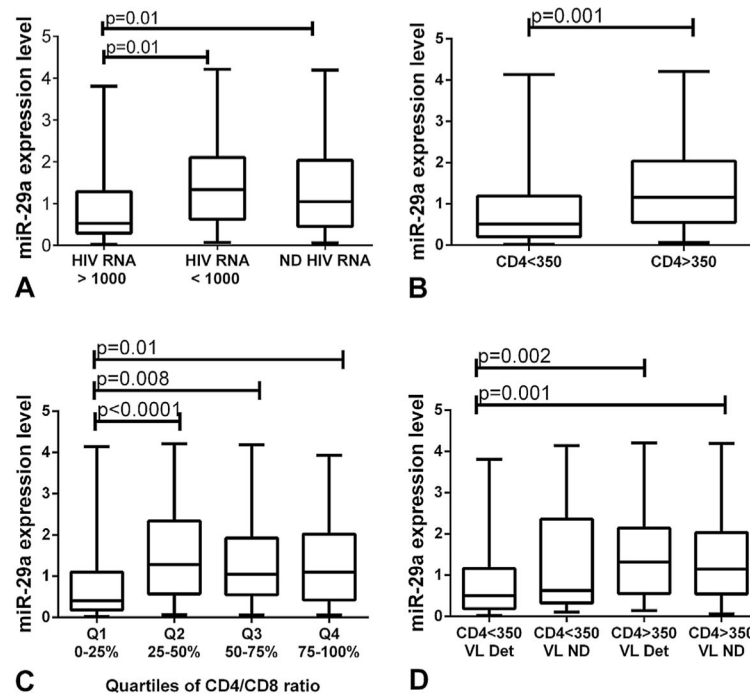 p=0.01
p=0.01
miR-29a expression level
5
4
3
2
1
0
HIV RNA
> 1000
HIV RNA
< 1000
ND HIV RNA
A
p=0.001
miR-29a expression level
5
4
3
2
1
0
CD4<350
CD4>350
B
p=0.01
p=0.008
p<0.0001
miR-29a expression level
5
4
3
2
1
0
Q1
0-25%
Q2
25-50%
Q3
50-75%
Q4
75-100%
Quartiles of CD4/CD8 ratio
C
p=0.002
p=0.001
miR-29a expression level
5
4
3
2
1
0
CD4<350
VL Det
CD4<350
VL ND
CD4>350
VL Det
CD4>350
VL ND
D